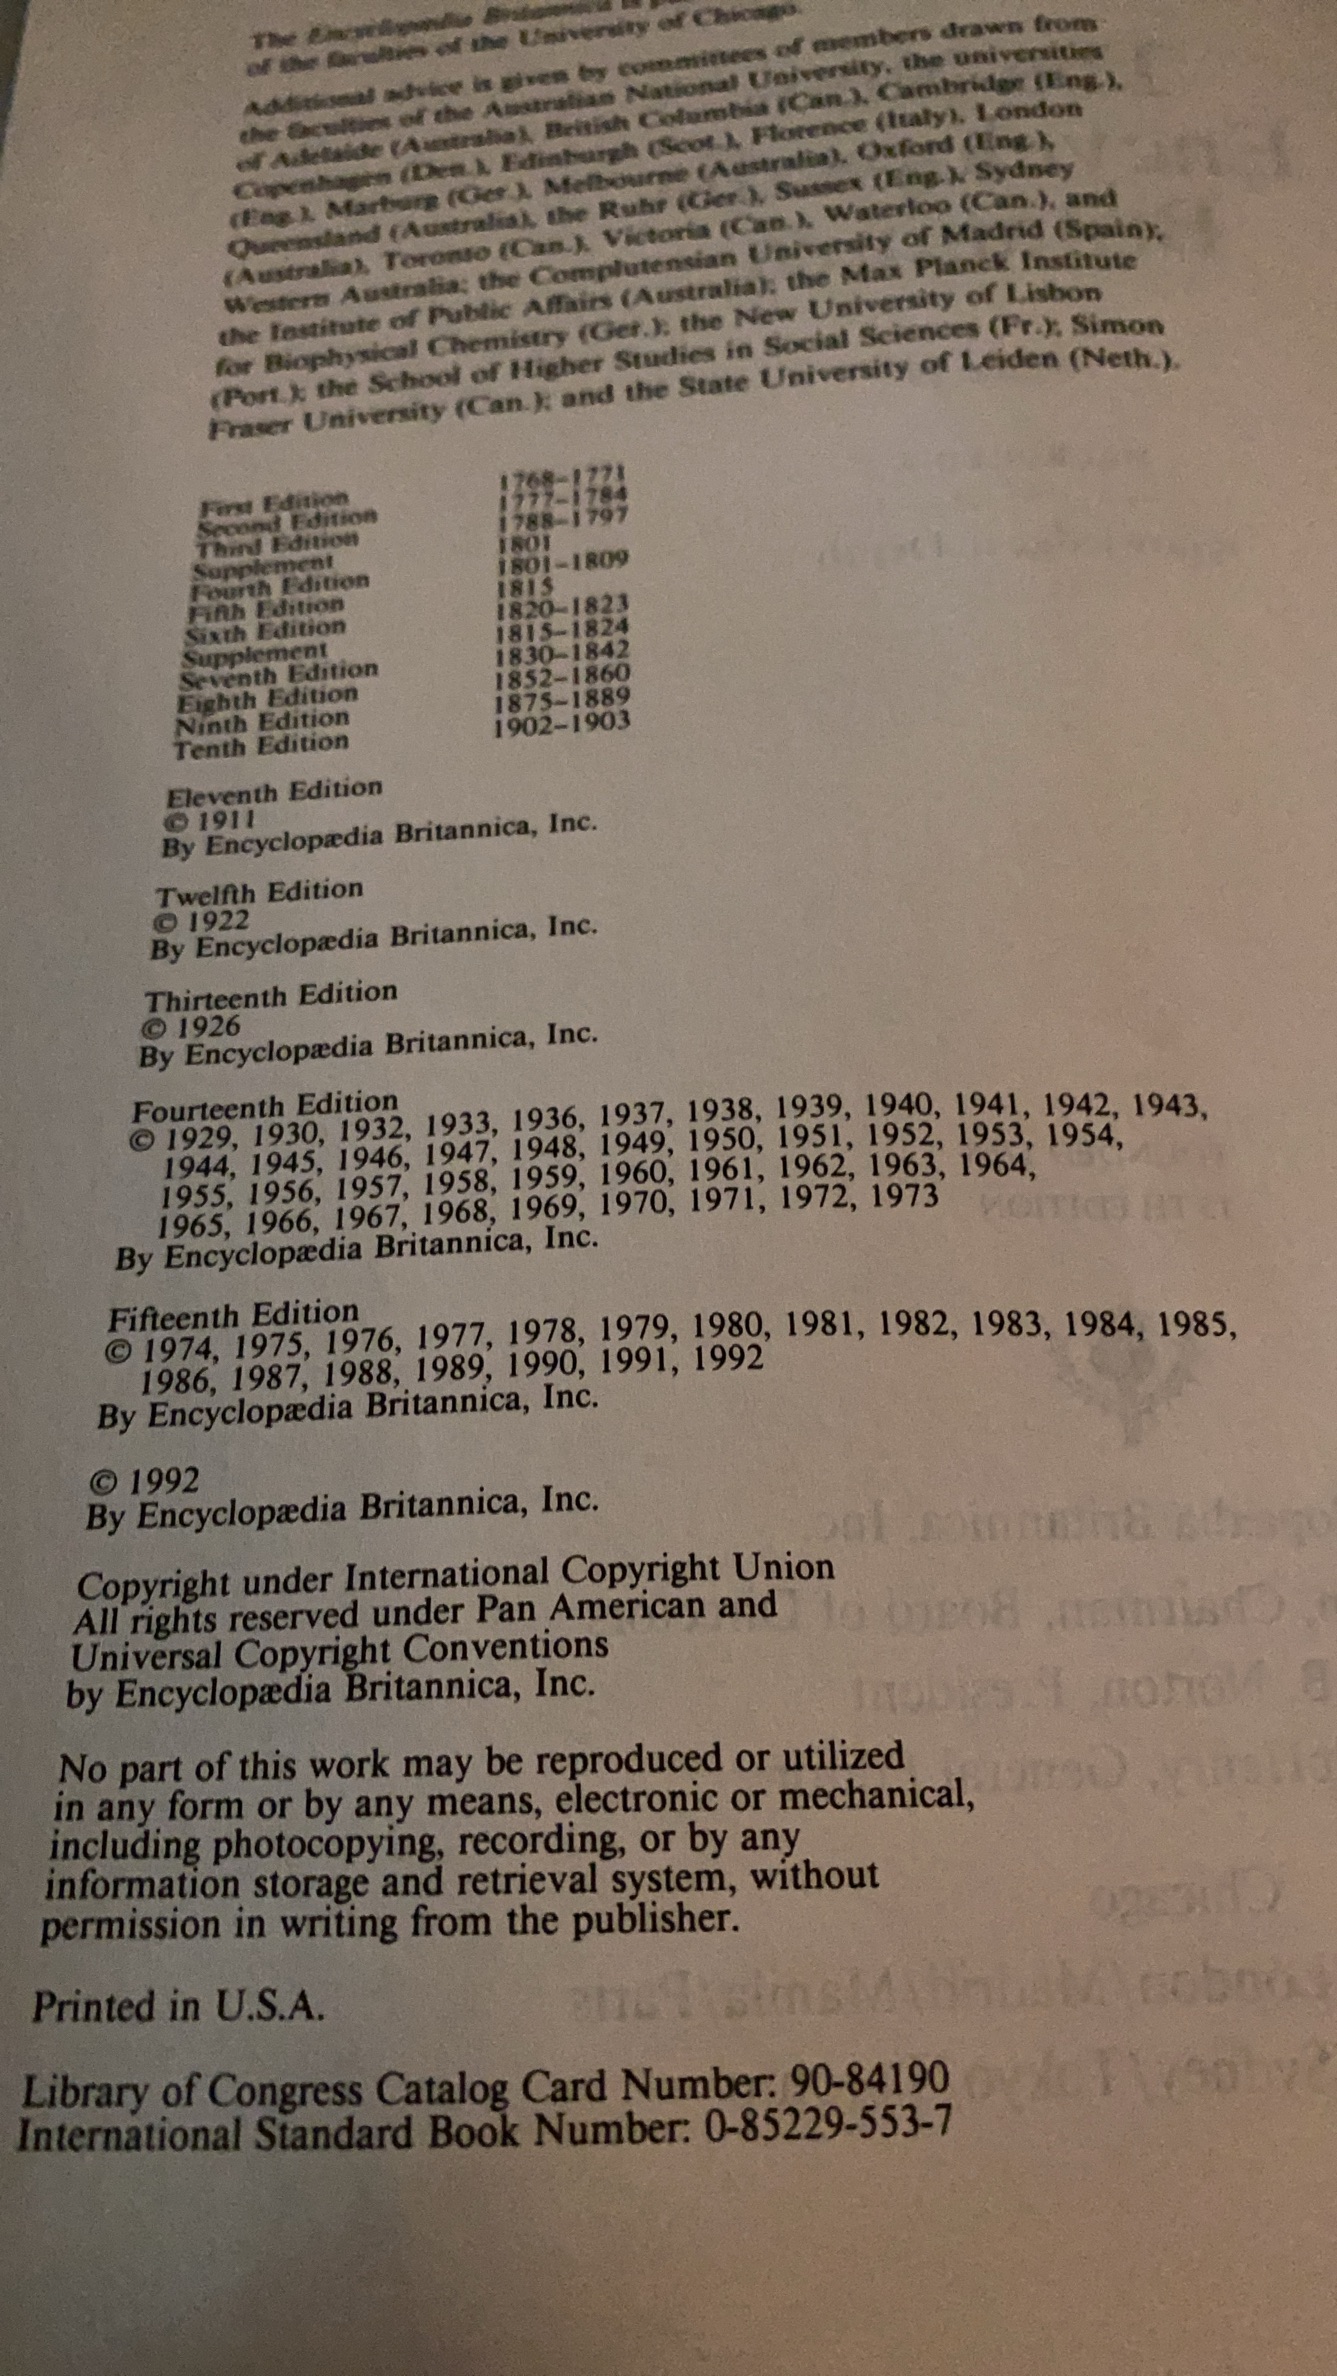 The Encyclopædia Britannica is
of the faculties of the University of Chicago.
Additional advice is given by committees of members drawn from
the faculties of the Australian National University, the universities
of Adelaide (Australia), British Columbia (Can.), Cambridge (Eng.),
Copenhagen (Den.), Edinburgh (Scot.), Florence (Italy), London
(Eng.), Marburg (Ger.), Melbourne (Australia), Oxford (Eng.),
Queensland (Australia), the Ruhr (Ger.), Sussex (Eng.), Sydney
(Australia), Toronto (Can.), Victoria (Can.), Waterloo (Can.), and
Western Australia; the Complutensian University of Madrid (Spain);
the Institute of Public Affairs (Australia); the Max Planck Institute
for Biophysical Chemistry (Ger.); the New University of Lisbon
(Port.); the School of Higher Studies in Social Sciences (Fr.); Simon
Fraser University (Can.); and the State University of Leiden (Neth.).
First Edition 1768–1771
Second Edition 1777–1784
Third Edition 1788–1797
Supplement 1801
Fourth Edition 1801–1809
Fifth Edition 1815
Sixth Edition 1820–1823
Supplement 1815–1824
Seventh Edition 1830–1842
Eighth Edition 1852–1860
Ninth Edition 1875–1889
Tenth Edition 1902–1903
Eleventh Edition
© 1911
By Encyclopædia Britannica, Inc.
Twelfth Edition
© 1922
By Encyclopædia Britannica, Inc.
Thirteenth Edition
© 1926
By Encyclopædia Britannica, Inc.
Fourteenth Edition
© 1929, 1930, 1932, 1933, 1936, 1937, 1938, 1939, 1940, 1941, 1942, 1943,
1944, 1945, 1946, 1947, 1948, 1949, 1950, 1951, 1952, 1953, 1954,
1955, 1956, 1957, 1958, 1959, 1960, 1961, 1962, 1963, 1964,
1965, 1966, 1967, 1968, 1969, 1970, 1971, 1972, 1973
By Encyclopædia Britannica, Inc.
Fifteenth Edition
© 1974, 1975, 1976, 1977, 1978, 1979, 1980, 1981, 1982, 1983, 1984, 1985,
1986, 1987, 1988, 1989, 1990, 1991, 1992
By Encyclopædia Britannica, Inc.
© 1992
By Encyclopædia Britannica, Inc.
Copyright under International Copyright Union
All rights reserved under Pan American and
Universal Copyright Conventions
by Encyclopædia Britannica, Inc.
No part of this work may be reproduced or utilized
in any form or by any means, electronic or mechanical,
including photocopying, recording, or by any
information storage and retrieval system, without
permission in writing from the publisher.
Printed in U.S.A.
Library of Congress Catalog Card Number: 90-84190
International Standard Book Number: 0-85229-553-7